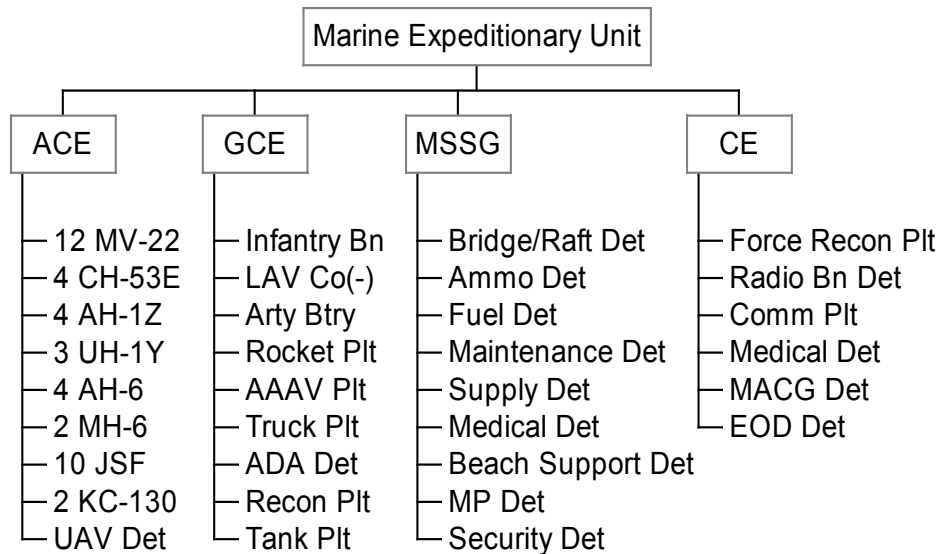 Marine Expeditionary Unit
ACE
GCE
MSSG
CE
12 MV-22
4 CH-53E
4 AH-1Z
3 UH-1Y
4 AH-6
2 MH-6
10 JSF
2 KC-130
UAV Det
Infantry Bn
LAV Co(-)
Arty Btry
Rocket Plt
AAAV Plt
Truck Plt
ADA Det
Recon Plt
Tank Plt
Bridge/Raft Det
Ammo Det
Fuel Det
Maintenance Det
Supply Det
Medical Det
Beach Support Det
MP Det
Security Det
Force Recon Plt
Radio Bn Det
Comm Plt
Medical Det
MACG Det
EOD Det